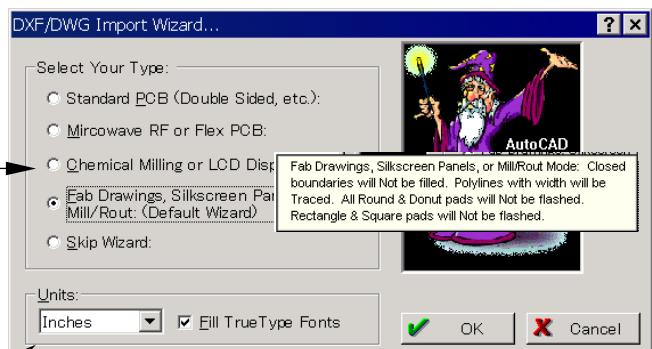 DXF/DWG Import Wizard...
Select Your Type:
Standard PCB (Double Sided, etc.):
Mircowave RF or Flex PCB:
Chemical Milling or LCD Disp
Fab Drawings, Silkscreen Par
Mill/Rout: (Default Wizard)
Skip Wizard:
AutoCAD
Fab Drawings, Silkscreen Panels, or Mill/Rout Mode: Closed
boundaries will Not be filled. Polylines with width will be
Traced. All Round & Donut pads will Not be flashed.
Rectangle & Square pads will Not be flashed.
Units:
Inches
Fill TrueType Fonts
OK
Cancel